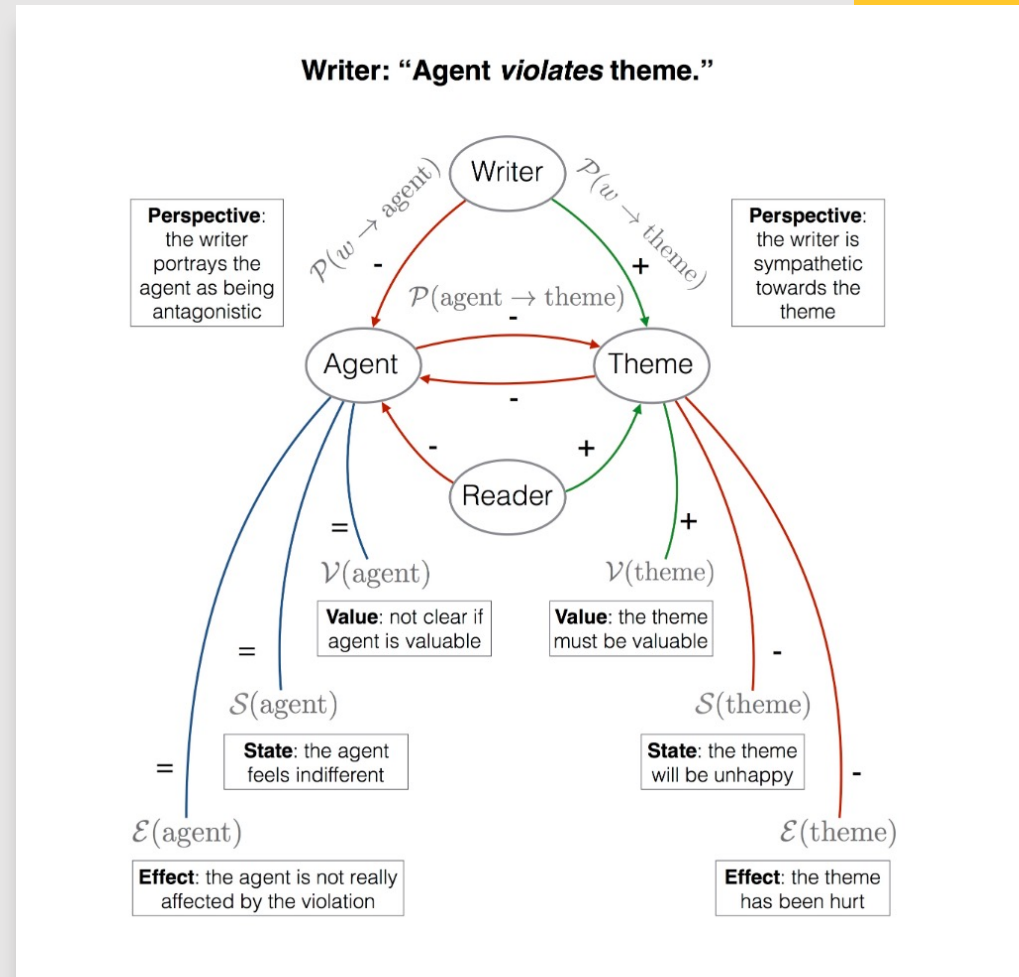 Writer: “Agent violates theme.”
Writer
𝒫(w → agent)
𝒫(w → theme)
Perspective:
the writer
portrays the
agent as being
antagonistic
Perspective:
the writer is
sympathetic
towards the
theme
-
+
𝒫(agent → theme)
-
Agent
Theme
-
-
+
Reader
=
+
𝒱(agent)
𝒱(theme)
Value: not clear if
agent is valuable
Value: the theme
must be valuable
=
-
𝒮(agent)
𝒮(theme)
State: the agent
feels indifferent
State: the theme
will be unhappy
=
-
ℰ(agent)
ℰ(theme)
Effect: the agent is not really
affected by the violation
Effect: the theme
has been hurt